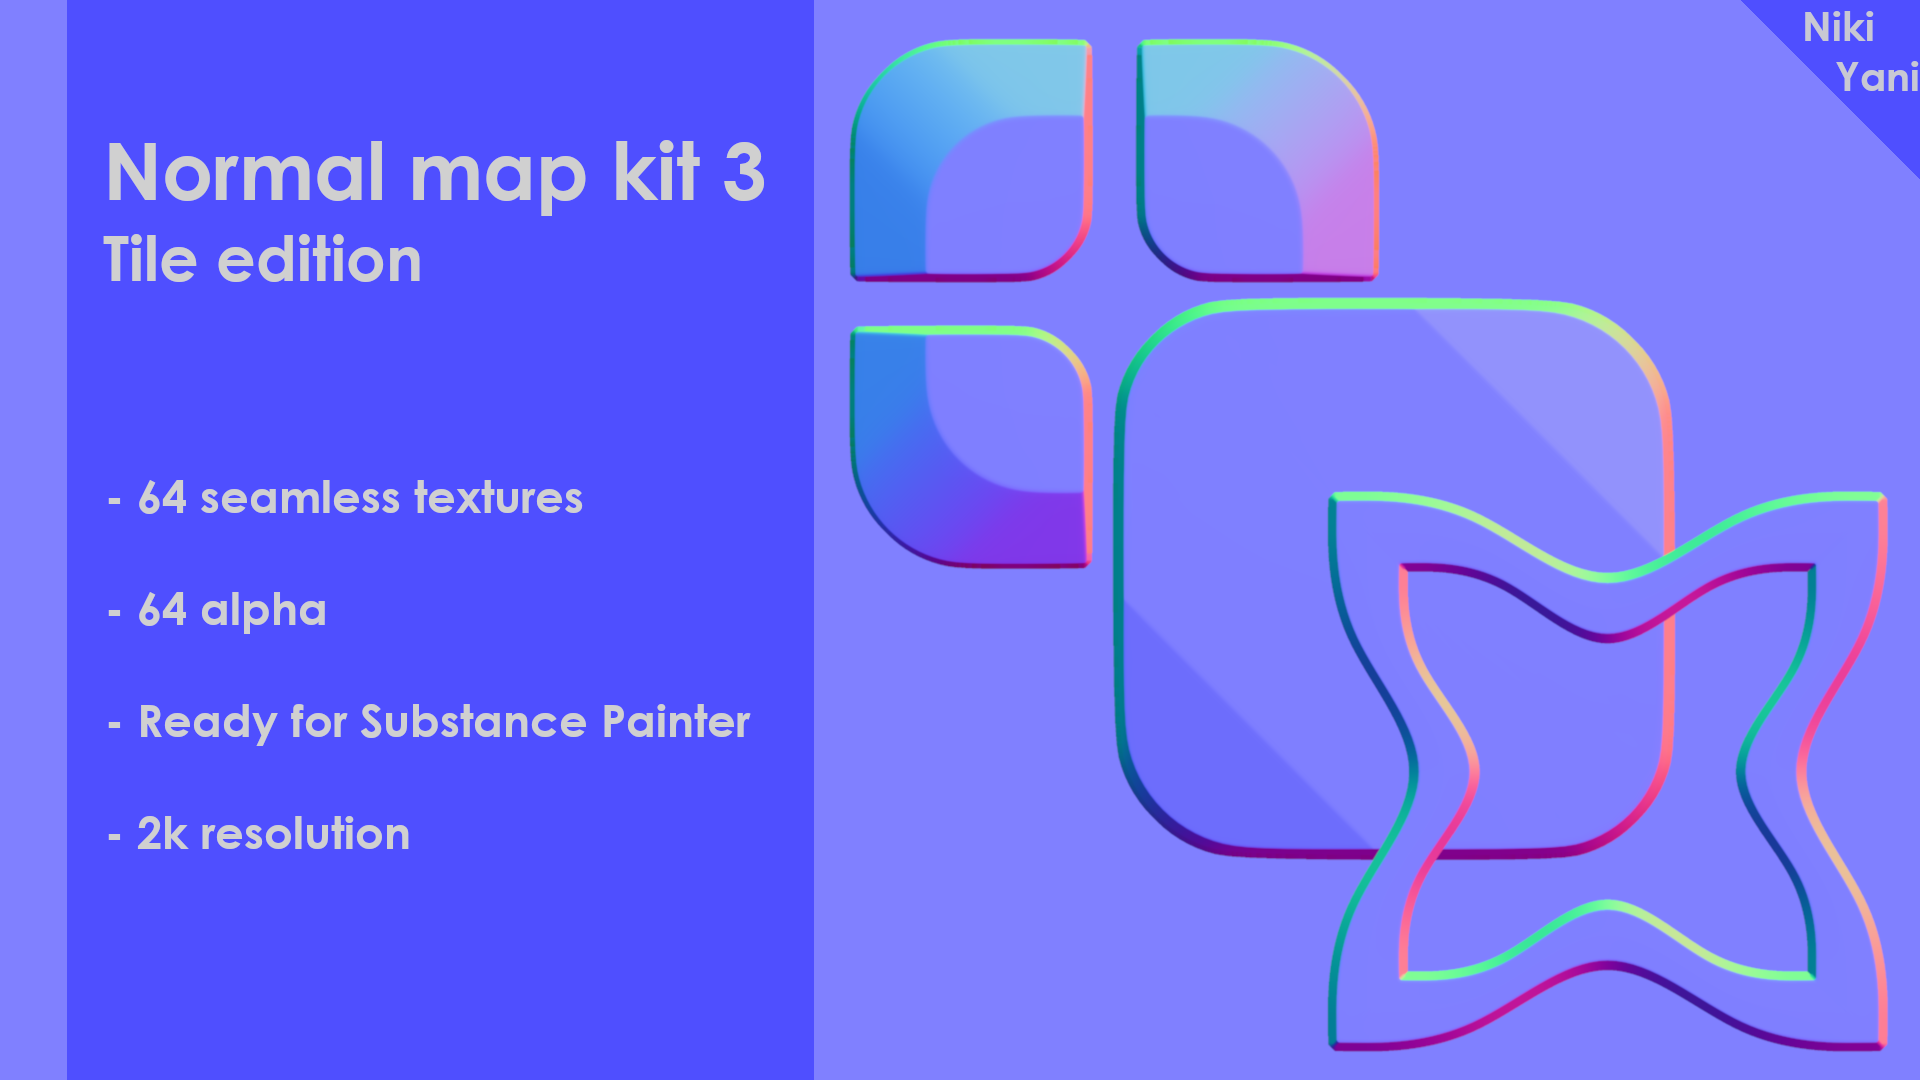 Niki
Yani
Normal map kit 3
Tile edition
- 64 seamless textures
- 64 alpha
- Ready for Substance Painter
- 2k resolution